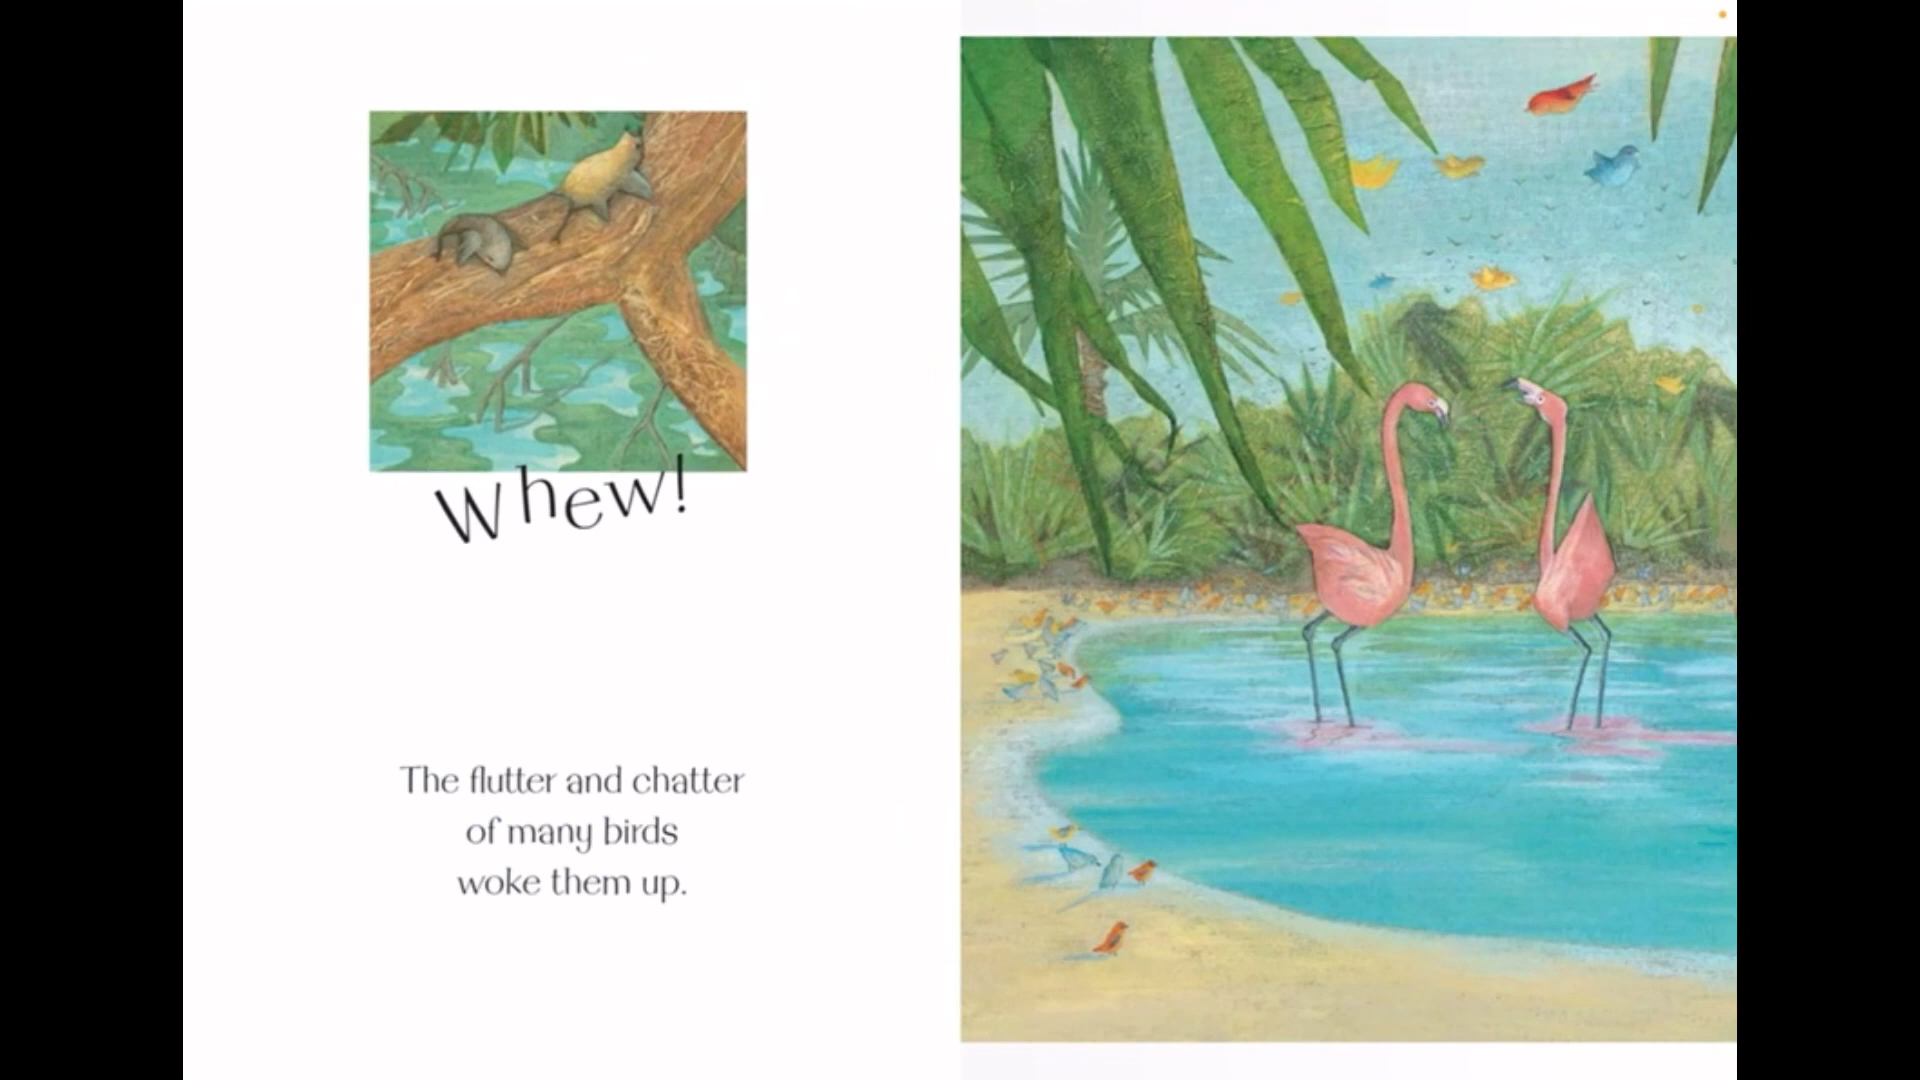 Whew!
The flutter and chatter
of many birds
woke them up.